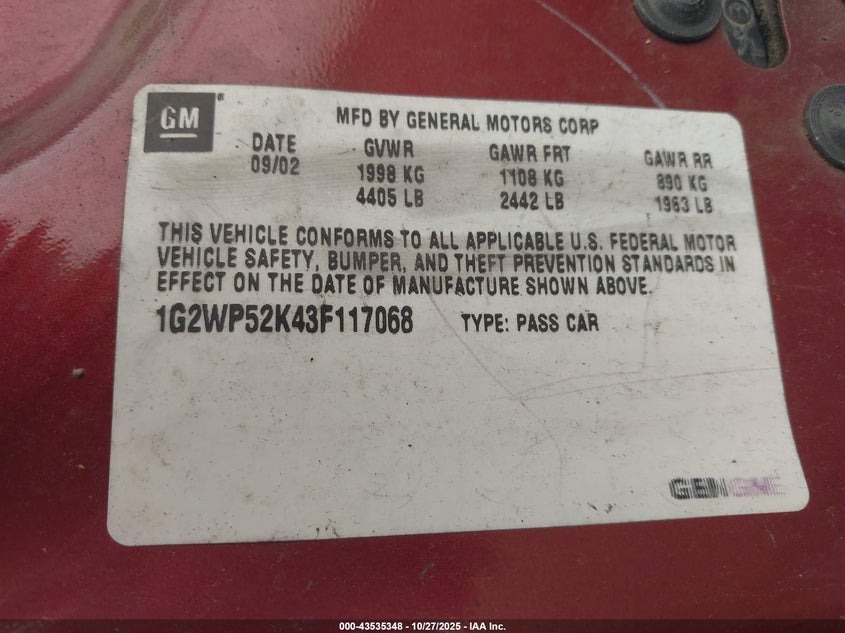 GM
MFD BY GENERAL MOTORS CORP
DATE GVWR GAWR FRT GAWR RR
09/02 1998 KG 1108 KG 890 KG
4405 LB 2442 LB 1963 LB
THIS VEHICLE CONFORMS TO ALL APPLICABLE U.S. FEDERAL MOTOR
VEHICLE SAFETY, BUMPER, AND THEFT PREVENTION STANDARDS IN
EFFECT ON THE DATE OF MANUFACTURE SHOWN ABOVE.
1G2WP52K43F117068 TYPE: PASS CAR
000-43535348 | 10/27/2025 | IAA Inc.